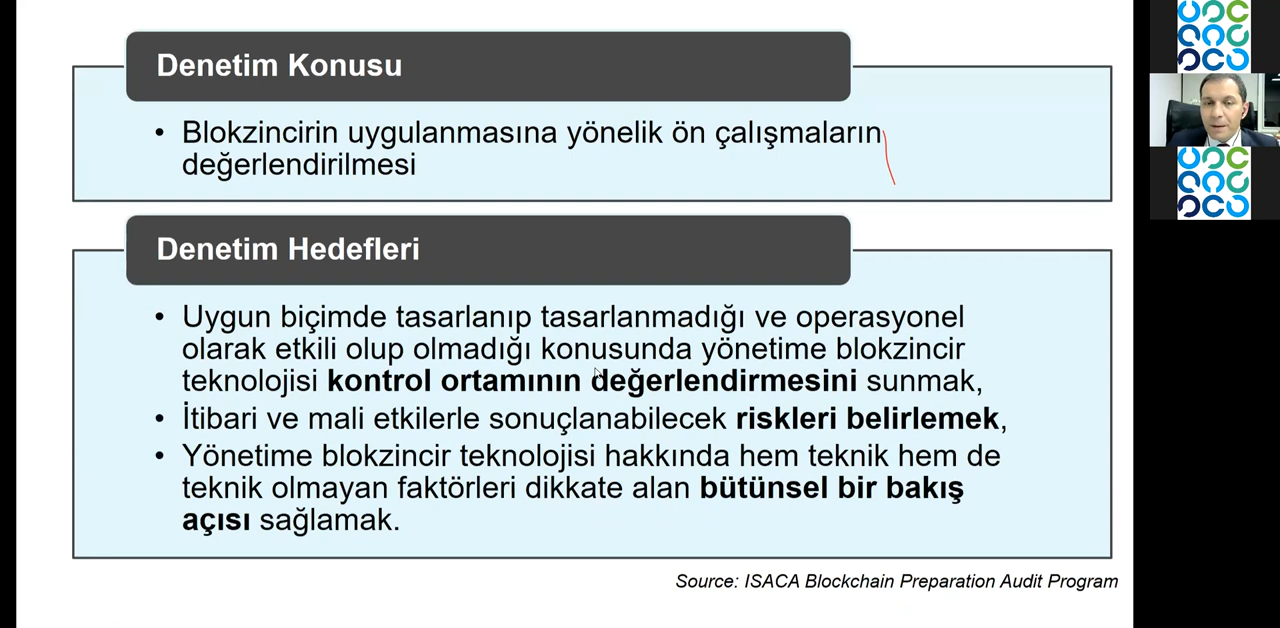 Denetim Konusu
• Blokzincirin uygulanmasına yönelik ön çalışmaların
değerlendirilmesi
Denetim Hedefleri
• Uygun biçimde tasarlanıp tasarlanmadığı ve operasyonel
olarak etkili olup olmadığı konusunda yönetime blokzincir
teknolojisi kontrol ortamının değerlendirmesini sunmak,
• İtibari ve mali etkilerle sonuçlanabilecek riskleri belirlemek,
• Yönetime blokzincir teknolojisi hakkında hem teknik hem de
teknik olmayan faktörleri dikkate alan bütünsel bir bakış
açısı sağlamak.
Source: ISACA Blockchain Preparation Audit Program